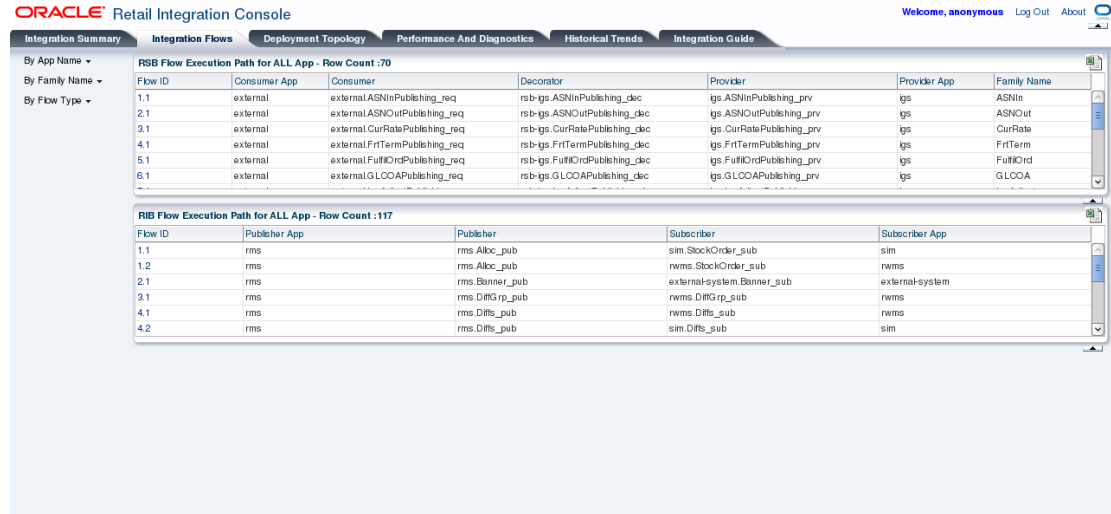 ORACLE Retail Integration Console
Welcome, anonymous Log Out About
Integration Summary Integration Flows Deployment Topology Performance And Diagnostics Historical Trends Integration Guide
By App Name
By Family Name
By Flow Type
RSB Flow Execution Path for ALL App - Row Count :70
Flow ID Consumer App Consumer Decorator Provider Provider App Family Name
1.1 external external.ASNInPublishing_req rsb-igs.ASNInPublishing_dec igs.ASNInPublishing_prv igs ASNIn
2.1 external external.ASNOutPublishing_req rsb-igs.ASNOutPublishing_dec igs.ASNOutPublishing_prv igs ASNOut
3.1 external external.CurRatePublishing_req rsb-igs.CurRatePublishing_dec igs.CurRatePublishing_prv igs CurRate
4.1 external external.FrtTermPublishing_req rsb-igs.FrtTermPublishing_dec igs.FrtTermPublishing_prv igs FrtTerm
5.1 external external.FulfilOrdPublishing_req rsb-igs.FulfilOrdPublishing_dec igs.FulfilOrdPublishing_prv igs FulfilOrd
6.1 external external.GLCOAPublishing_req rsb-igs.GLCOAPublishing_dec igs.GLCOAPublishing_prv igs GLCOA
RIB Flow Execution Path for ALL App - Row Count :117
Flow ID Publisher App Publisher Subscriber Subscriber App
1.1 rms rms.Alloc_pub sim.StockOrder_sub sim
1.2 rms rms.Alloc_pub rwms.StockOrder_sub rwms
2.1 rms rms.Banner_pub external-system.Banner_sub external-system
3.1 rms rms.DiffGrp_pub rwms.DiffGrp_sub rwms
4.1 rms rms.Diffs_pub rwms.Diffs_sub rwms
4.2 rms rms.Diffs_pub sim.Diffs_sub sim